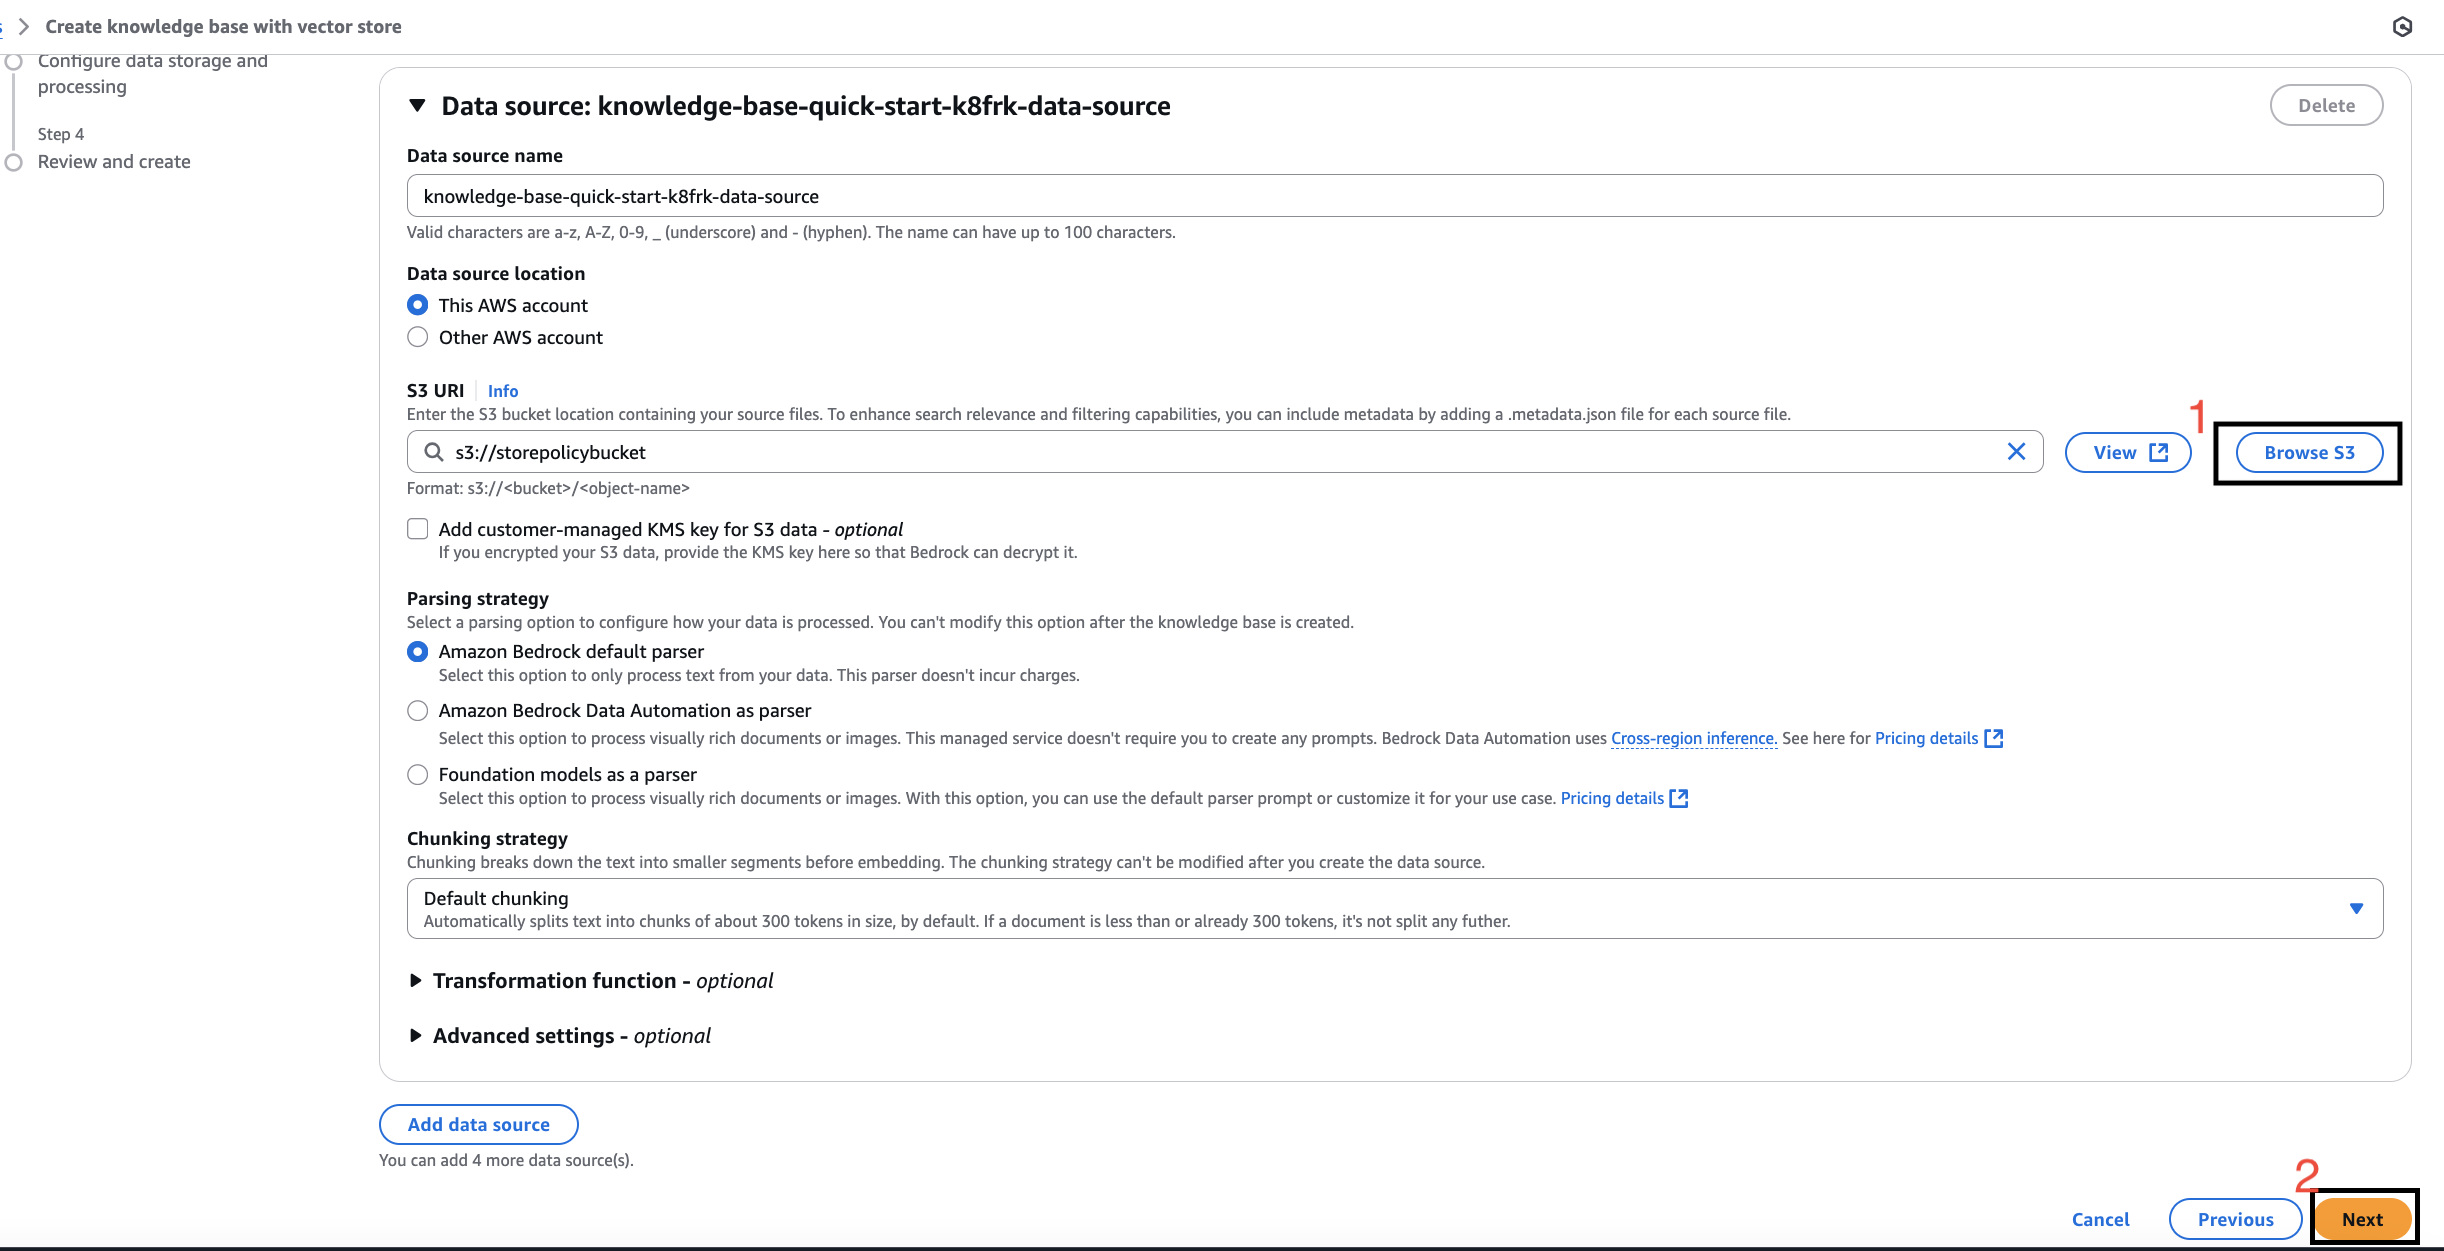 Create knowledge base with vector store
Configure data storage and
processing
Step 4
Review and create
Data source: knowledge-base-quick-start-k8frk-data-source
Delete
Data source name
knowledge-base-quick-start-k8frk-data-source
Valid characters are a-z, A-Z, 0-9, _ (underscore) and - (hyphen). The name can have up to 100 characters.
Data source location
This AWS account
Other AWS account
S3 URI Info
Enter the S3 bucket location containing your source files. To enhance search relevance and filtering capabilities, you can include metadata by adding a .metadata.json file for each source file.
1
s3://storepolicybucket
View
Browse S3
Format: s3://<bucket>/<object-name>
Add customer-managed KMS key for S3 data - optional
If you encrypted your S3 data, provide the KMS key here so that Bedrock can decrypt it.
Parsing strategy
Select a parsing option to configure how your data is processed. You can't modify this option after the knowledge base is created.
Amazon Bedrock default parser
Select this option to only process text from your data. This parser doesn't incur charges.
Amazon Bedrock Data Automation as parser
Select this option to process visually rich documents or images. This managed service doesn't require you to create any prompts. Bedrock Data Automation uses Cross-region inference. See here for Pricing details
Foundation models as a parser
Select this option to process visually rich documents or images. With this option, you can use the default parser prompt or customize it for your use case. Pricing details
Chunking strategy
Chunking breaks down the text into smaller segments before embedding. The chunking strategy can't be modified after you create the data source.
Default chunking
Automatically splits text into chunks of about 300 tokens in size, by default. If a document is less than or already 300 tokens, it's not split any futher.
Transformation function - optional
Advanced settings - optional
Add data source
You can add 4 more data source(s).
2
Cancel
Previous
Next